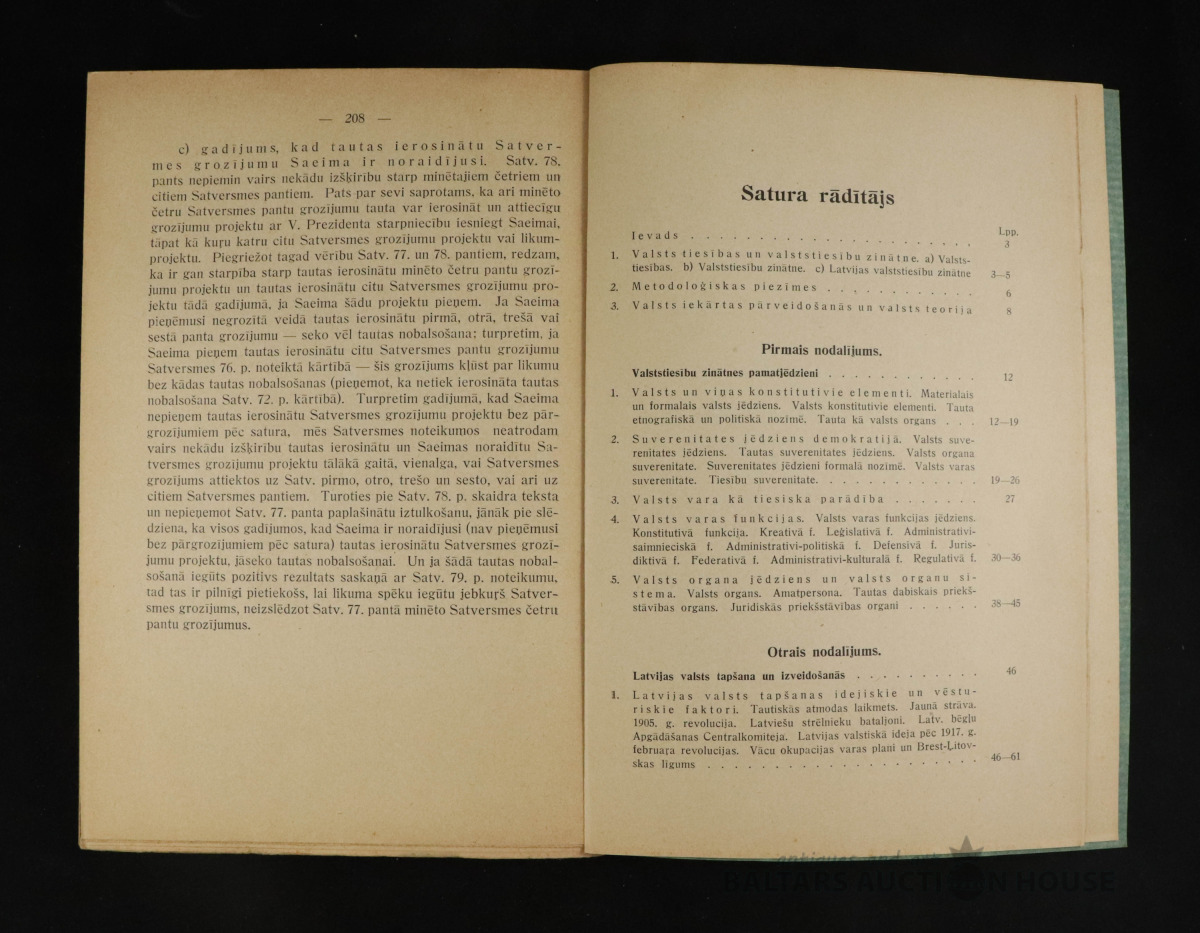 — 208 —
c) gadījums, kad tautas ierosinātu Satver-
mes grozījumu Saeima ir noraidījusi. Satv. 78.
pants nepiemin vairs nekādu izšķirību starp minētajiem četriem un
citiem Satversmes pantiem. Pats par sevi saprotams, ka ari minēto
četru Satversmes pantu grozījumu tauta var ierosināt un attiecīgu
grozījumu projektu ar V. Prezidenta starpniecību iesniegt Saeimai,
tāpat kā kuŗu katru citu Satversmes grozījumu projektu vai likum-
projektu. Piegriežot tagad vērību Satv. 77. un 78. pantiem, redzam,
ka ir gan starpība starp tautas ierosinātu minēto četru pantu grozī-
jumu projektu un tautas ierosinātu citu Satversmes grozījumu pro-
jektu tādā gadījumā, ja Saeima šādu projektu pieņem. Ja Saeima
pieņēmusi negrozītā veidā tautas ierosinātu pirmā, otrā, trešā vai
sestā panta grozījumu — seko vēl tautas nobalsošana; turpretim, ja
Saeima pieņem tautas ierosinātu citu Satversmes pantu grozījumu
Satversmes 76. p. noteiktā kārtībā — šis grozījums kļūst par likumu
bez kādas tautas nobalsošanas (pieņemot, ka netiek ierosināta tautas
nobalsošana Satv. 72. p. kārtībā). Turpretim gadījumā, kad Saeima
nepieņem tautas ierosinātu Satversmes grozījumu projektu bez pār-
grozījumiem pēc satura, mēs Satversmes noteikumos neatrodam
vairs nekādu izšķirību tautas ierosinātu un Saeimas noraidītu Sa-
tversmes grozījumu projektu tālākā gaitā, vienalga, vai Satversmes
grozījums attiektos uz Satv. pirmo, otro, trešo un sesto, vai ari uz
citiem Satversmes pantiem. Turoties pie Satv. 78. p. skaidra teksta
un nepieņemot Satv. 77. panta paplašinātu iztulkošanu, jānāk pie slē-
dziena, ka visos gadījumos, kad Saeima ir noraidījusi (nav pieņēmusi
bez pārgrozījumiem pēc satura) tautas ierosinātu Satversmes grozī-
jumu projektu, jāseko tautas nobalsošanai. Un ja šādā tautas nobal-
sošanā iegūts pozitīvs rezultats saskaņā ar Satv. 79. p. noteikumu,
tad tas ir pilnīgi pietiekošs, lai likuma spēku iegūtu jebkuŗš Satver-
smes grozījums, neizslēdzot Satv. 77. pantā minēto Satversmes četru
pantu grozījumus.
Satura rādītājs
Lpp.
Ievads . . . . . . . . . . . . . . . . . . . . . 3
1. Valsts tiesības un valststiesību zinātne. a) Valsts-
tiesības. b) Valststiesību zinātne. c) Latvijas valststiesību zinātne 3—5
2. Metodoloģiskas piezīmes . . . . . . . . . . . 6
3. Valsts iekārtas pārveidošanās un valsts teorija 8
Pirmais nodalījums.
Valststiesību zinātnes pamatjēdzieni . . . . . . . . . . . . 12
1. Valsts un viņas konstitutivie elementi. Materialais
un formalais valsts jēdziens. Valsts konstitutivie elementi. Tauta
etnografiskā un politiskā nozīmē. Tauta kā valsts organs . . . 12—19
2. Suverenitates jēdziens demokratijā. Valsts suve-
renitates jēdziens. Tautas suverenitates jēdziens. Valsts organa
suverenitate. Suverenitates jēdzieni formalā nozīmē. Valsts varas
suverenitate. Tiesību suverenitate. . . . . . . . . . . . . 19—26
3. Valsts vara kā tiesiska parādība . . . . . . . 27
4. Valsts varas funkcijas. Valsts varas funkcijas jēdziens.
Konstitutivā funkcija. Kreativā f. Leģislativā f. Administrativi-
saimnieciskā f. Administrativi-politiskā f. Defensivā f. Juris-
diktivā f. Federativā f. Administrativi-kulturalā f. Regulativā f. 30—36
5. Valsts organa jēdziens un valsts organu si-
stema. Valsts organs. Amatpersona. Tautas dabiskais priekš-
stāvības organs. Juridiskās priekšstāvības organi . . . . . . 38—45
Otrais nodalījums.
Latvijas valsts tapšana un izveidošanās . . . . . . . . . . 46
1. Latvijas valsts tapšanas idejiskie un vēstu-
riskie faktori. Tautiskās atmodas laikmets. Jaunā strāva.
1905. g. revolucija. Latviešu strēlnieku bataljoni. Latv. bēgļu
Apgādāšanas Centralkomiteja. Latvijas valstiskā ideja pēc 1917. g.
februaŗa revolucijas. Vācu okupacijas varas plani un Brest-Ļitov-
skas līgums . . . . . . . . . . . . . . . . . . . . 46—61
BALTARS AUCTION HOUSE